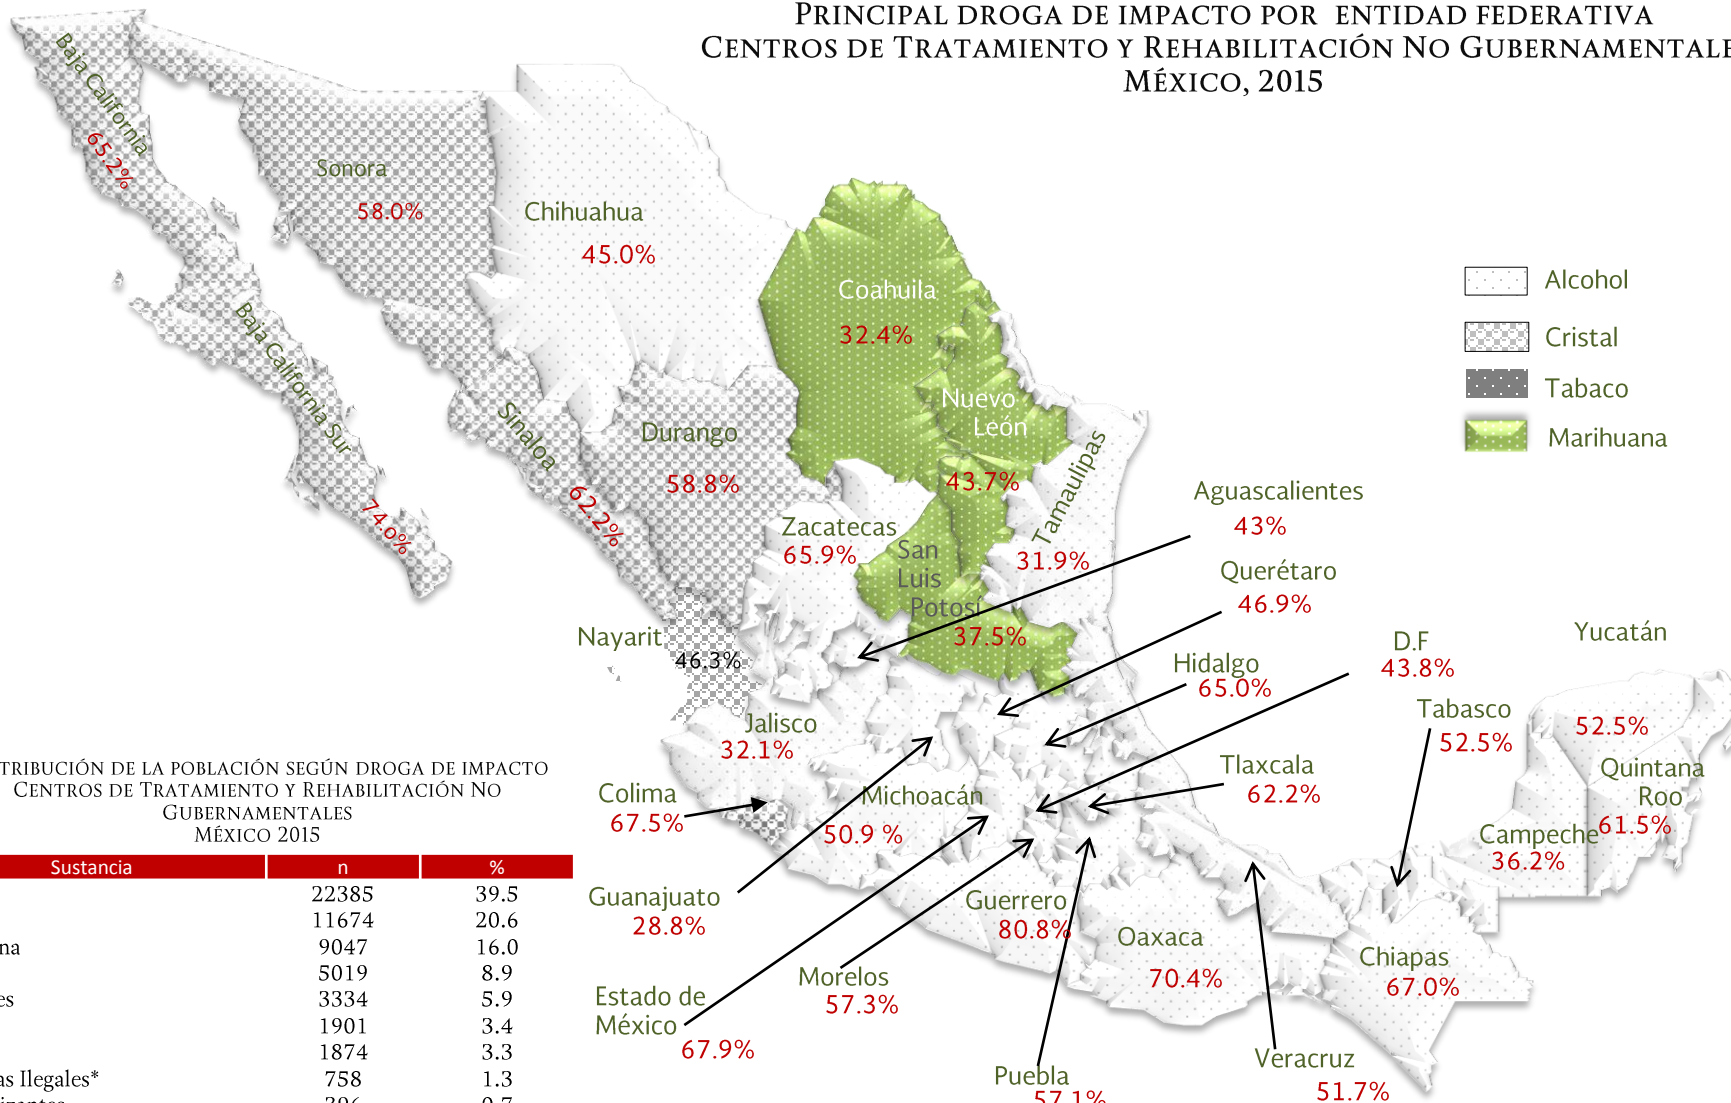 PRINCIPAL DROGA DE IMPACTO POR ENTIDAD FEDERATIVA
CENTROS DE TRATAMIENTO Y REHABILITACIÓN NO GUBERNAMENTALE
MÉXICO, 2015
Baja California
65.2%
Sonora
58.0%
Chihuahua
45.0%
Coahuila
32.4%
Alcohol
Cristal
Tabaco
Marihuana
Baja California Sur
74.0%
Sinaloa
62.2%
Durango
58.8%
Nuevo
León
43.7%
Tamaulipas
31.9%
Zacatecas
65.9%
San
Luis
Potosí
37.5%
Aguascalientes
43%
Querétaro
46.9%
Nayarit
46.3%
Hidalgo
65.0%
D.F
43.8%
Yucatán
52.5%
Tabasco
52.5%
Jalisco
32.1%
Tlaxcala
62.2%
Quintana
Roo
61.5%
Colima
67.5%
Michoacán
50.9 %
Campeche
36.2%
Guanajuato
28.8%
Guerrero
80.8%
Oaxaca
70.4%
Chiapas
67.0%
Morelos
57.3%
Estado de
México
67.9%
Puebla
57.1%
Veracruz
51.7%
TRIBUCIÓN DE LA POBLACIÓN SEGÚN DROGA DE IMPACTO
CENTROS DE TRATAMIENTO Y REHABILITACIÓN NO
GUBERNAMENTALES
MÉXICO 2015
Sustancia n %
22385 39.5
11674 20.6
na 9047 16.0
5019 8.9
es 3334 5.9
1901 3.4
1874 3.3
as Ilegales* 758 1.3